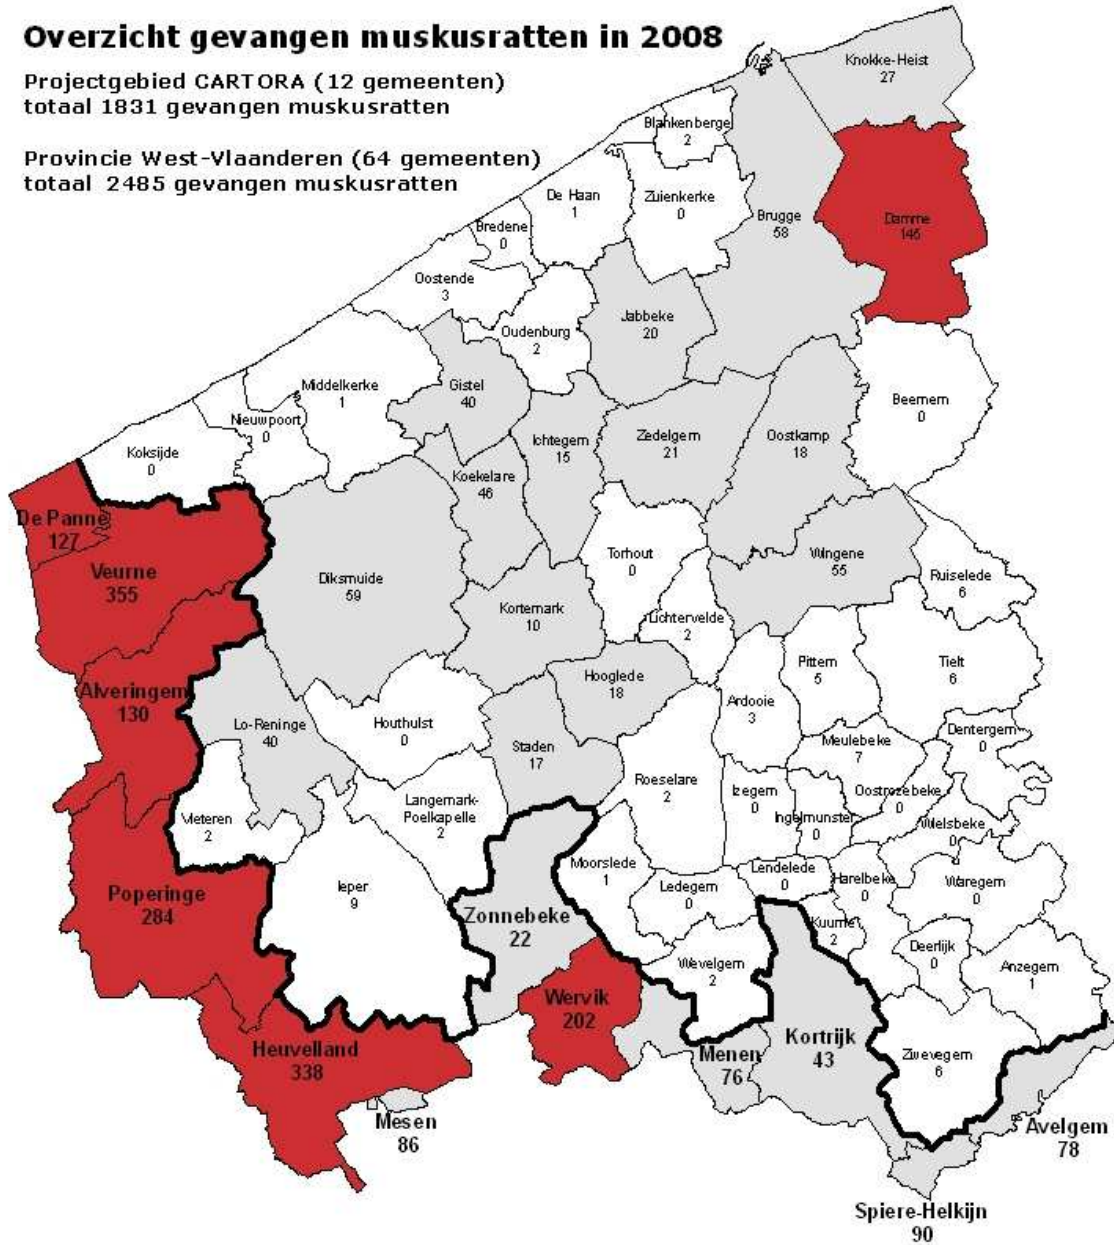 Overzicht gevangen muskusratten in 2008
Projectgebied CARTORA (12 gemeenten)
totaal 1831 gevangen muskusratten
Provincie West-Vlaanderen (64 gemeenten)
totaal 2485 gevangen muskusratten
Knokke-Heist
27
Blankenberge
2
De Haan
1
Zuienkerke
0
Brugge
58
Damme
145
Bredene
0
Oostende
3
Oudenburg
2
Jabbeke
20
Middelkerke
1
Gistel
40
Beernem
0
Nieuwpoort
0
Koksijde
0
Ichtegem
15
Zedelgem
21
Oostkamp
18
Koekelare
46
De Panne
127
Veurne
355
Diksmuide
59
Torhout
0
Wingene
55
Ruiselede
6
Kortemark
10
Lichtervelde
2
Alveringem
130
Hooglede
18
Pittem
5
Tielt
6
Ardooie
3
Lo-Reninge
40
Houthulst
0
Staden
17
Meulebeke
7
Dentergem
0
Roeselare
2
Izegem
0
Oostrozebeke
0
Vleteren
2
Langemark-
Poelkapelle
2
Ingelmunster
0
Wielsbeke
0
Moorslede
1
Lendelede
0
Harelbeke
0
Waregem
0
Poperinge
284
Ieper
9
Ledegem
0
Zonnebeke
22
Kuurne
2
Deerlijk
0
Wevelgem
2
Anzegem
1
Wervik
202
Heuvelland
338
Menen
76
Kortrijk
43
Zwevegem
6
Mesen
86
Avelgem
78
Spiere-Helkijn
90